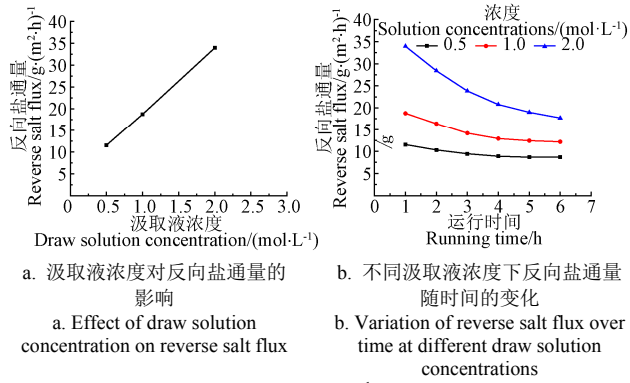 反向盐通量
Reverse salt flux/g·(m²·h)⁻¹
40
35
30
25
20
15
10
5
0 0.5 1.0 1.5 2.0 2.5 3.0
汲取液浓度
Draw solution concentration/(mol·L⁻¹)
a. 汲取液浓度对反向盐通量的
影响
a. Effect of draw solution
concentration on reverse salt flux
浓度
Solution concentrations/(mol·L⁻¹)
0.5 1.0 2.0
反向盐通量
Reverse salt flux/g·(m²·h)⁻¹
/g
40
35
30
25
20
15
10
5
0 1 2 3 4 5 6 7
运行时间
Running time/h
b. 不同汲取液浓度下反向盐通量
随时间的变化
b. Variation of reverse salt flux over
time at different draw solution
concentrations